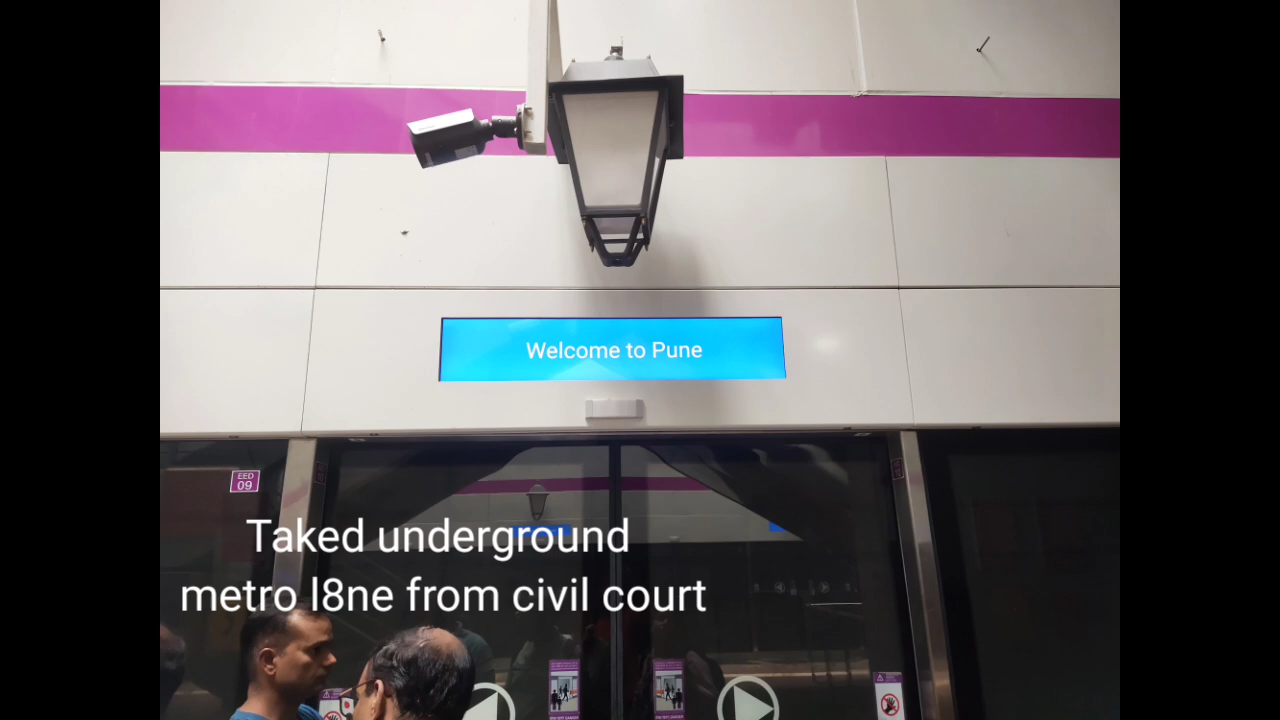 Welcome to Pune
EED
09
Taked underground
metro l8ne from civil court